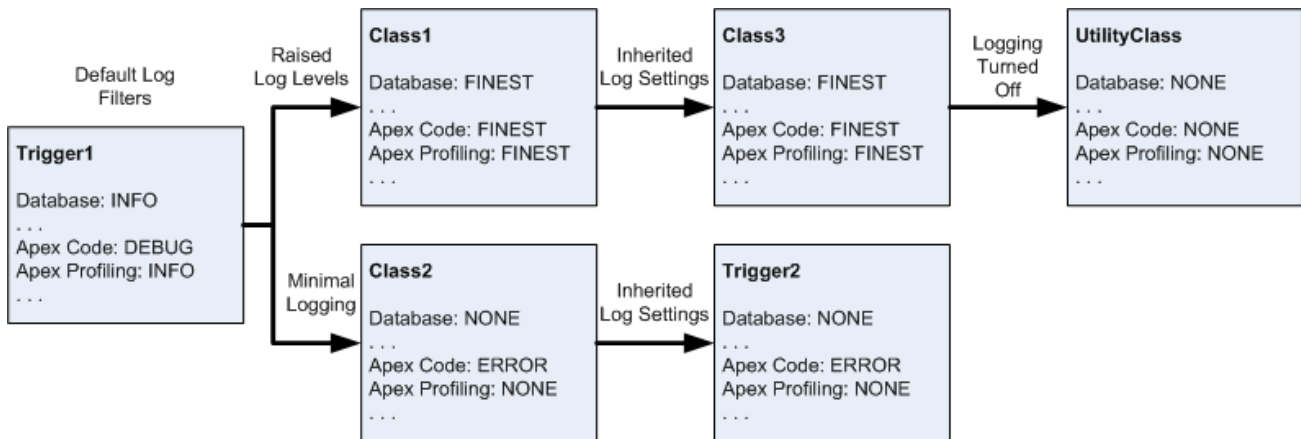 Default Log
Filters
Trigger1
Database: INFO
. . .
Apex Code: DEBUG
Apex Profiling: INFO
. . .
Raised
Log Levels
Class1
Database: FINEST
. . .
Apex Code: FINEST
Apex Profiling: FINEST
. . .
Inherited
Log Settings
Class3
Database: FINEST
. . .
Apex Code: FINEST
Apex Profiling: FINEST
. . .
Logging
Turned
Off
UtilityClass
Database: NONE
. . .
Apex Code: NONE
Apex Profiling: NONE
. . .
Minimal
Logging
Class2
Database: NONE
. . .
Apex Code: ERROR
Apex Profiling: NONE
. . .
Inherited
Log Settings
Trigger2
Database: NONE
. . .
Apex Code: ERROR
Apex Profiling: NONE
. . .